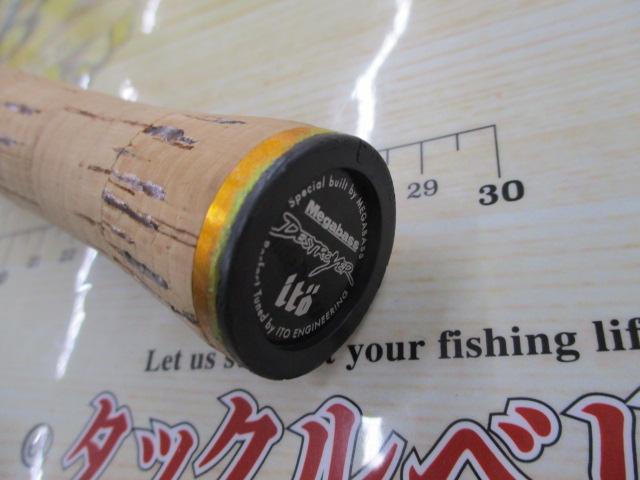 Special built by MEGABASS
Megabass
DESTROYER
itö
Perfect Tuned by ITO ENGINEERING
29
30
Let us your fishing lif
タックルベ